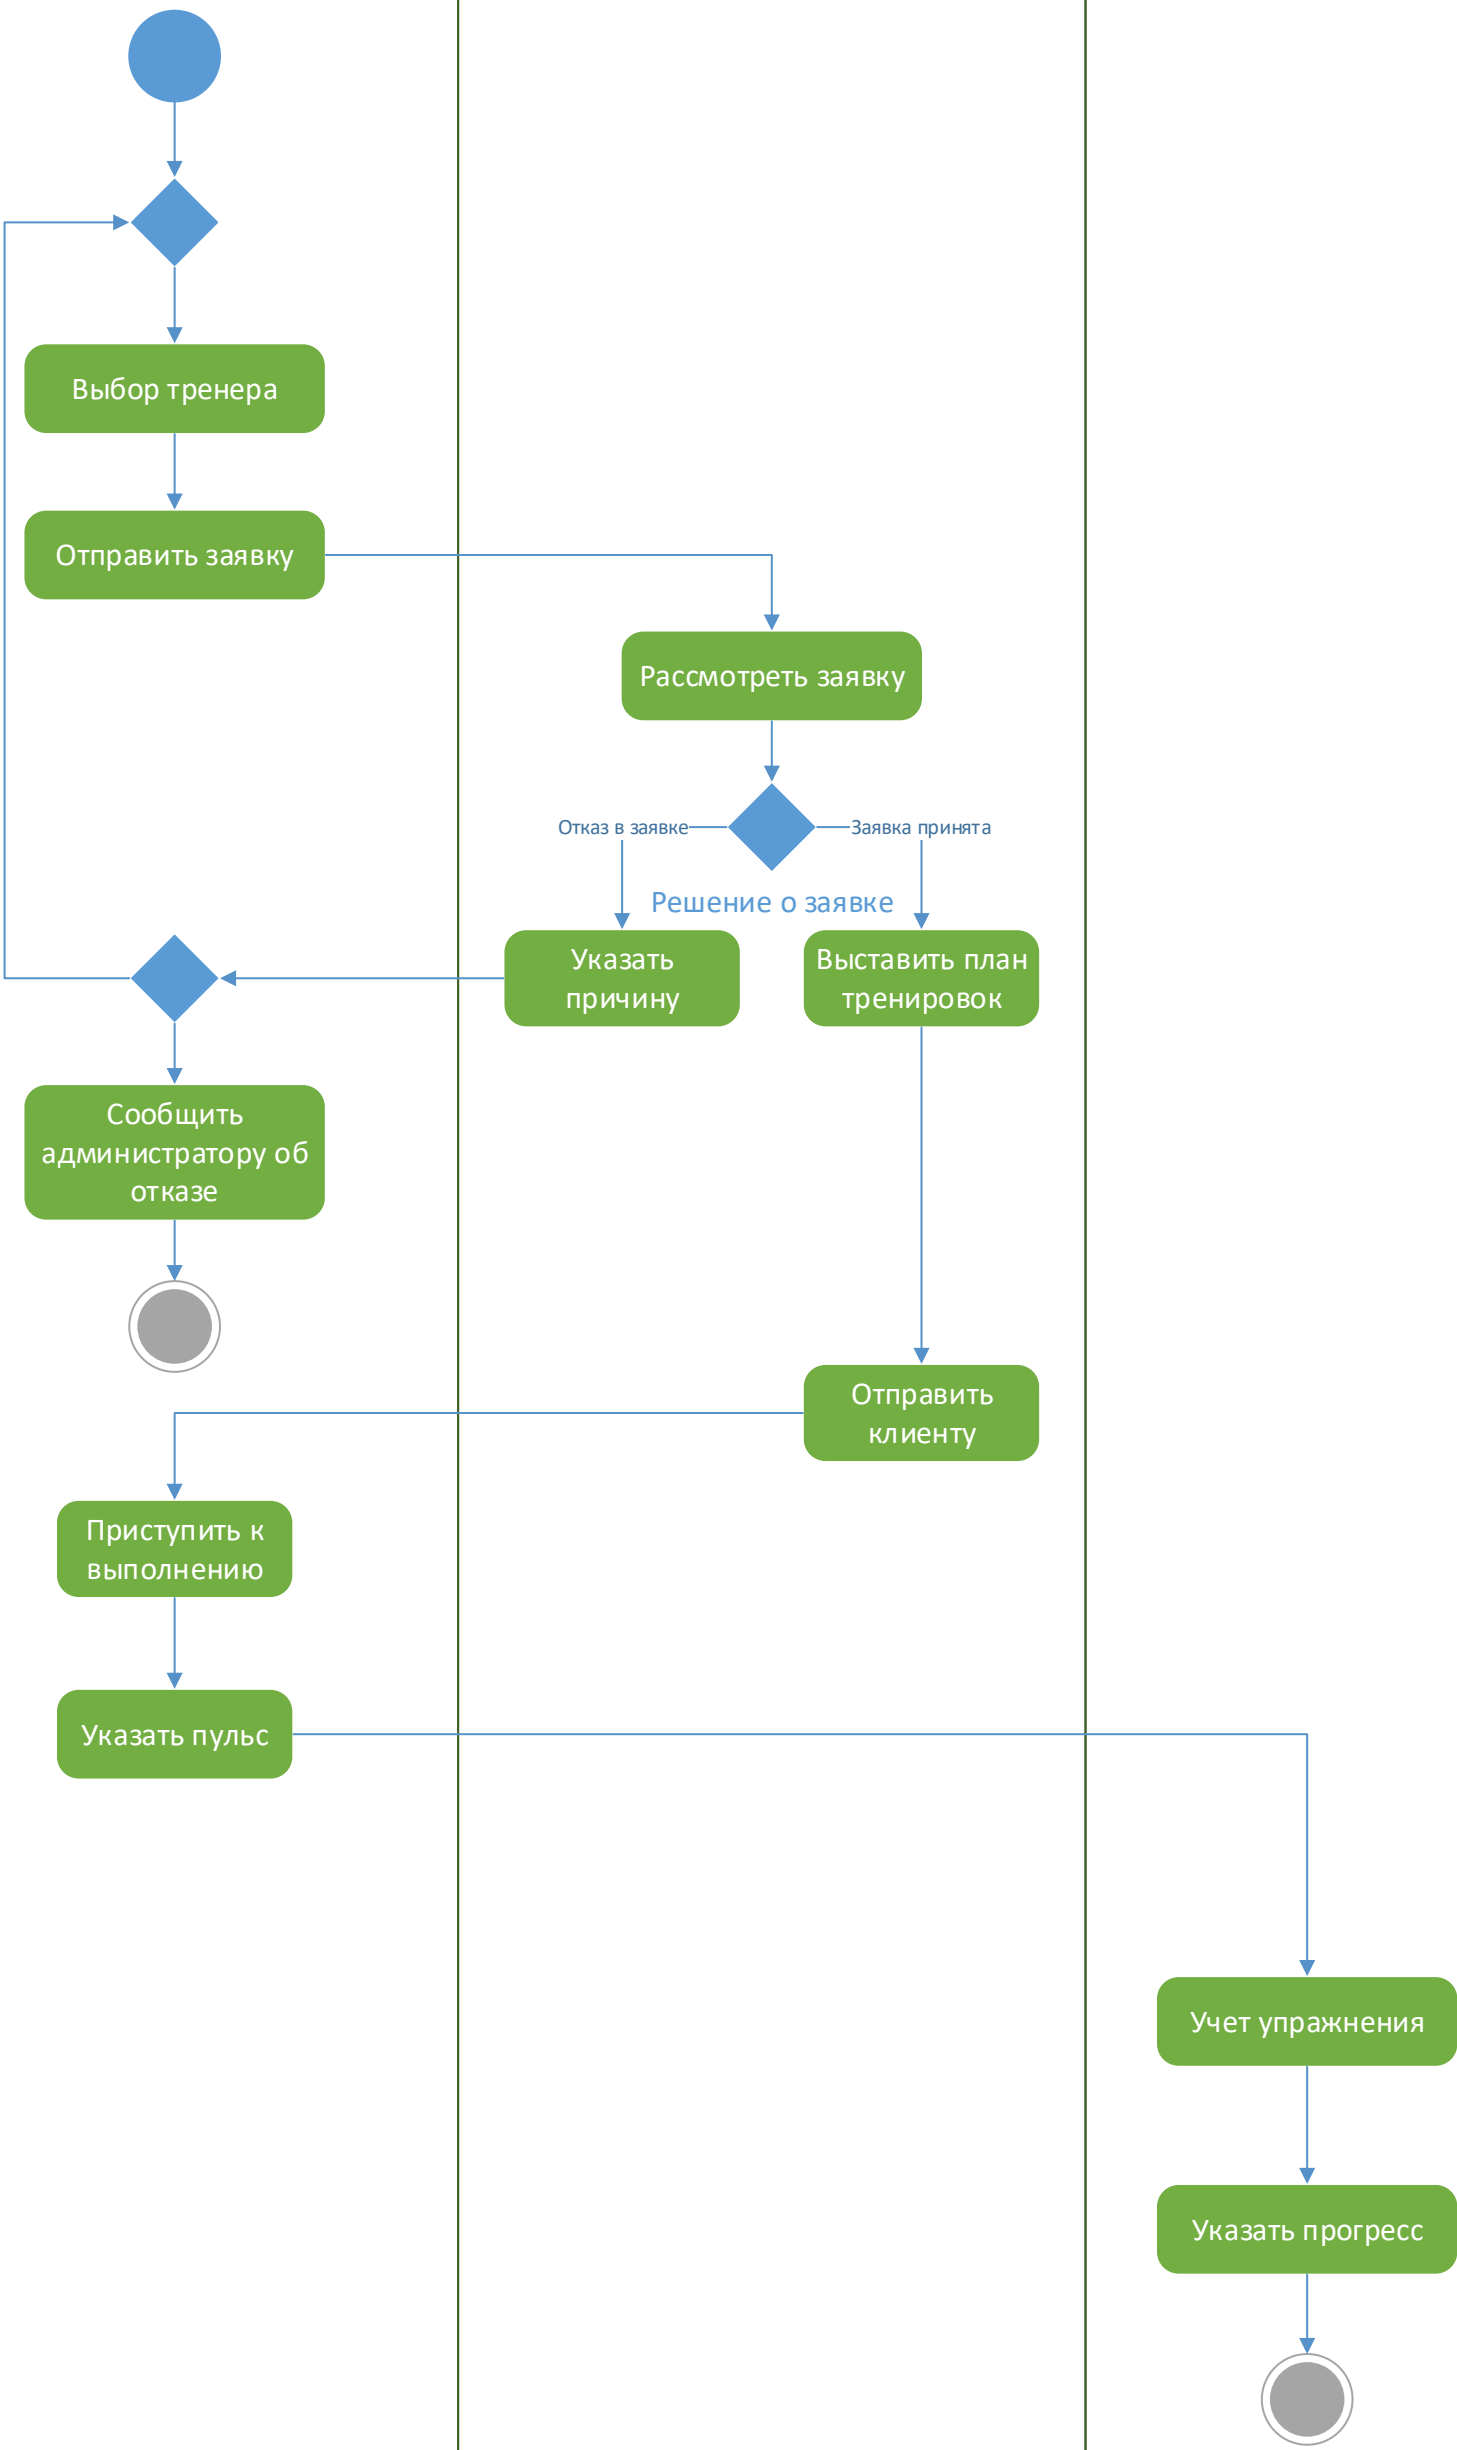 Выбор тренера
Отправить заявку
Рассмотреть заявку
Отказ в заявке
Заявка принята
Решение о заявке
Указать
причину
Выставить план
тренировок
Сообщить
администратору об
отказе
Отправить
клиенту
Приступить к
выполнению
Указать пульс
Учет упражнения
Указать прогресс